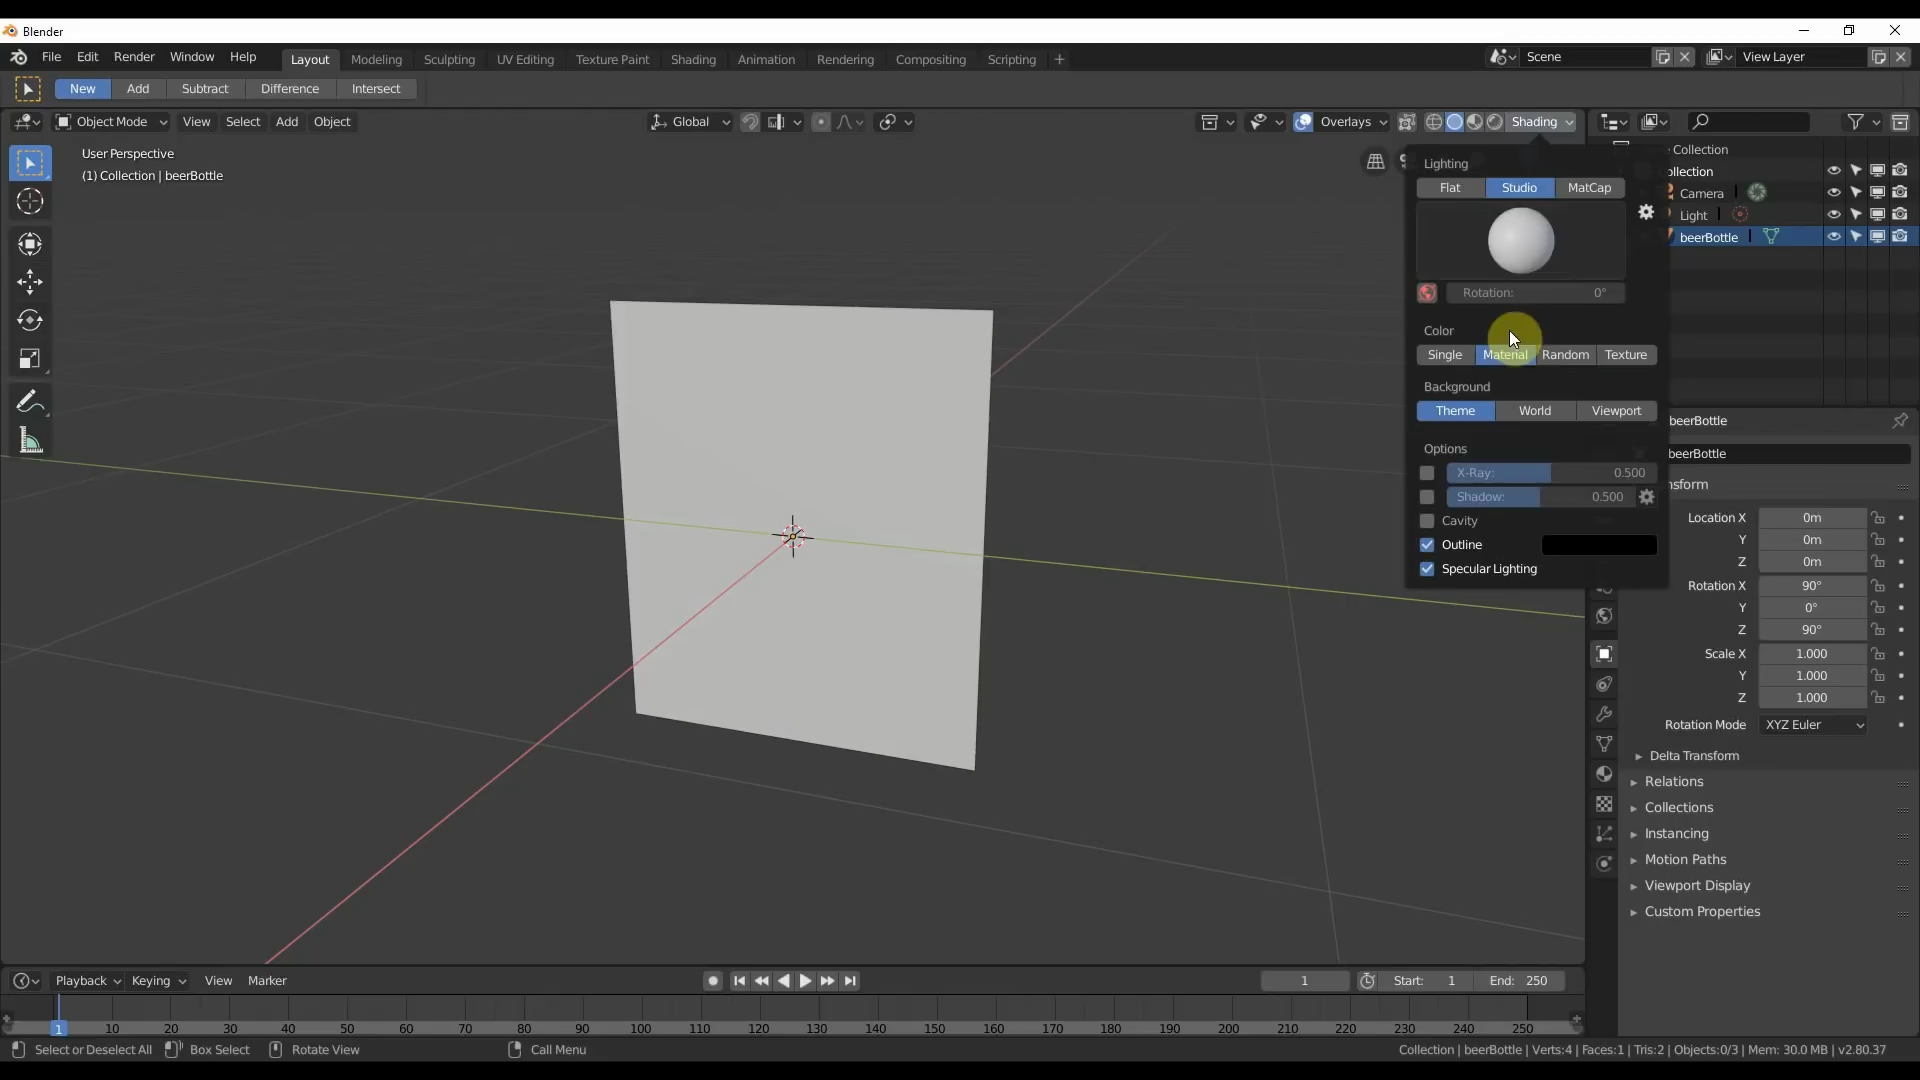 Blender
File Edit Render Window Help Layout Modeling Sculpting UV Editing Texture Paint Shading Animation Rendering Compositing Scripting + Scene View Layer
New Add Subtract Difference Intersect
Object Mode View Select Add Object Global Overlays Shading
User Perspective
(1) Collection | beerBottle
Lighting
Flat Studio MatCap
Rotation: 0°
Color
Single Material Random Texture
Background
Theme World Viewport
Options
X-Ray: 0.500
Shadow: 0.500
Cavity
Outline
Specular Lighting
Collection
ollection
Camera
Light
beerBottle
beerBottle
beerBottle
nsform
Location X 0m
Y 0m
Z 0m
Rotation X 90°
Y 0°
Z 90°
Scale X 1.000
Y 1.000
Z 1.000
Rotation Mode XYZ Euler
Delta Transform
Relations
Collections
Instancing
Motion Paths
Viewport Display
Custom Properties
Playback Keying View Marker 1 Start: 1 End: 250
1 10 20 30 40 50 60 70 80 90 100 110 120 130 140 150 160 170 180 190 200 210 220 230 240 250
Select or Deselect All Box Select Rotate View Call Menu Collection | beerBottle | Verts:4 | Faces:1 | Tris:2 | Objects:0/3 | Mem: 30.0 MB | v2.80.37